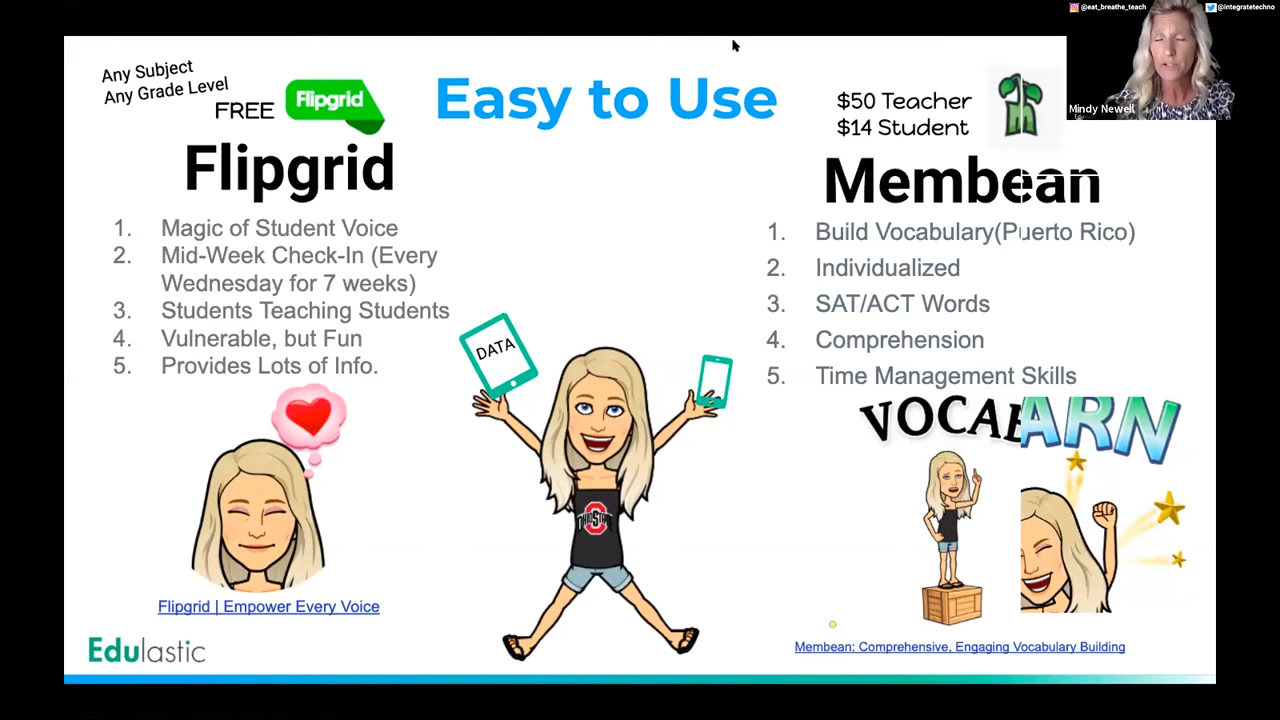 @eat_breathe_teach
@integratetechno
Mindy Newell
Any Subject
Any Grade Level
FREE
Flipgrid
Easy to Use
$50 Teacher
$14 Student
Flipgrid
1. Magic of Student Voice
2. Mid-Week Check-In (Every
Wednesday for 7 weeks)
3. Students Teaching Students
4. Vulnerable, but Fun
5. Provides Lots of Info.
Membean
1. Build Vocabulary(Puerto Rico)
2. Individualized
3. SAT/ACT Words
4. Comprehension
5. Time Management Skills
DATA
OHIO STATE
VOCAB
ARN
Flipgrid | Empower Every Voice
Membean: Comprehensive, Engaging Vocabulary Building
Edulastic